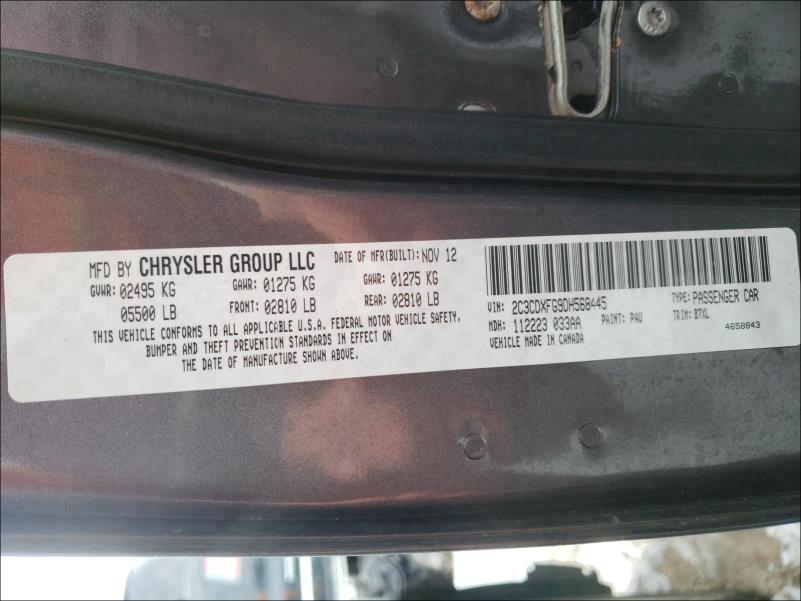 MFD BY CHRYSLER GROUP LLC
DATE OF MFR(BUILT): NOV 12
GVWR: 02495 KG GAWR: 01275 KG GAWR: 01275 KG
05500 LB FRONT: 02810 LB REAR: 02810 LB
THIS VEHICLE CONFORMS TO ALL APPLICABLE U.S.A. FEDERAL MOTOR VEHICLE SAFETY,
BUMPER AND THEFT PREVENTION STANDARDS IN EFFECT ON
THE DATE OF MANUFACTURE SHOWN ABOVE.
VIN: 2C3CDXFG9DH568445 TYPE: PASSENGER CAR
MDH: 112223 033AA PAINT: PAU TRIM: B7XL
VEHICLE MADE IN CANADA 4658843